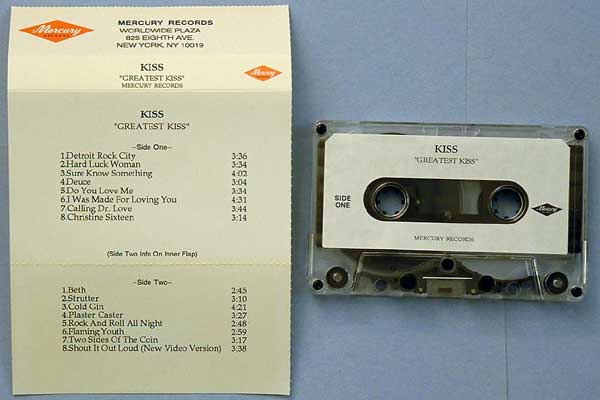 Mercury
RECORDS
MERCURY RECORDS
WORLDWIDE PLAZA
825 EIGHTH AVE.
NEW YORK, NY 10019
KISS
"GREATEST KISS"
MERCURY RECORDS
Mercury
KISS
"GREATEST KISS"
--Side One--
1.Detroit Rock City 3:36
2.Hard Luck Woman 3:34
3.Sure Know Something 4:02
4.Deuce 3:04
5.Do You Love Me 3:34
6.I Was Made For Loving You 4:31
7.Calling Dr. Love 3:44
8.Christine Sixteen 3:14
(Side Two Info On Inner Flap)
--Side Two--
1.Beth 2:45
2.Strutter 3:10
3.Cold Gin 4:21
4.Plaster Caster 3:27
5.Rock And Roll All Night 2:48
6.Flaming Youth 2:59
7.Two Sides Of The Coin 3:17
8.Shout It Out Loud (New Video Version) 3:38
KISS
"GREATEST KISS"
SIDE
ONE
Mercury
MERCURY RECORDS